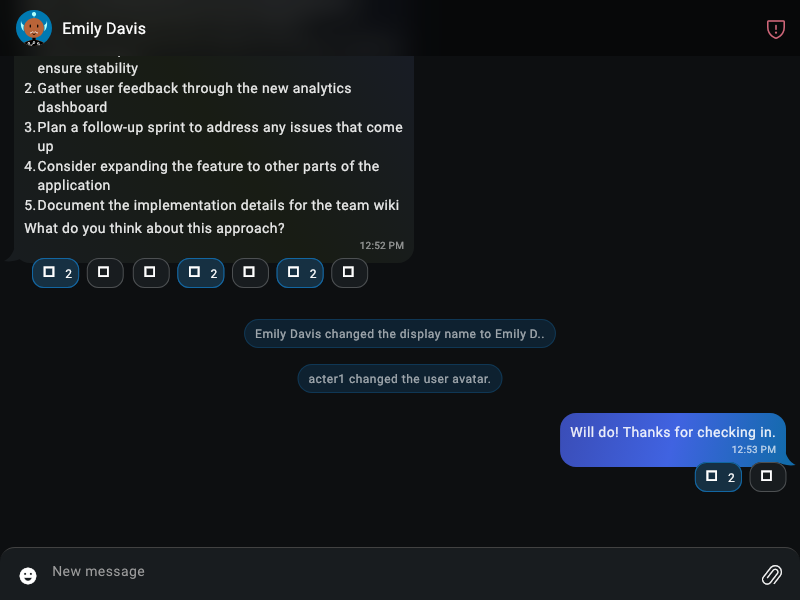 Emily Davis
ensure stability
2. Gather user feedback through the new analytics
dashboard
3. Plan a follow-up sprint to address any issues that come
up
4. Consider expanding the feature to other parts of the
application
5. Document the implementation details for the team wiki
What do you think about this approach?
12:52 PM
2
2
2
Emily Davis changed the display name to Emily D..
acter1 changed the user avatar.
Will do! Thanks for checking in.
12:53 PM
2
New message